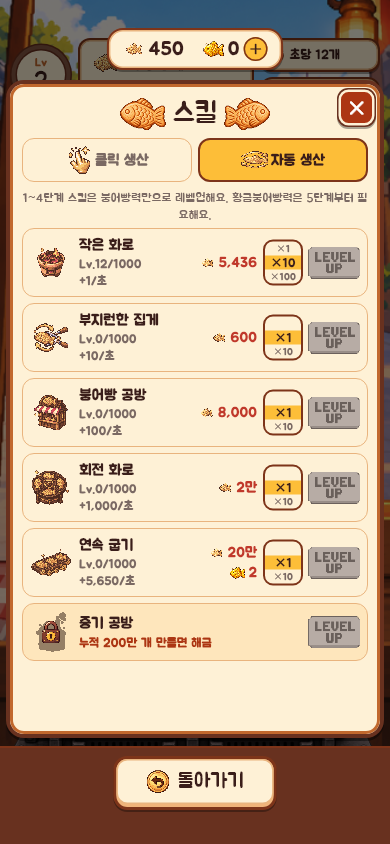 450 0 +
Lv
초당 12개
스킬
클릭 생산 자동 생산
1~4단계 스킬은 붕어빵력만으로 레벨업해요. 황금붕어빵력은 5단계부터 필
요해요.
작은 화로
Lv.12/1000
+1/초
5,436
×1
×10
×100
LEVEL
UP
부지런한 집게
Lv.0/1000
+10/초
600
×1
×10
LEVEL
UP
붕어빵 공방
Lv.0/1000
+100/초
8,000
×1
×10
LEVEL
UP
회전 화로
Lv.0/1000
+1,000/초
2만
×1
×10
LEVEL
UP
연속 굽기
Lv.0/1000
+5,650/초
20만
2
×1
×10
LEVEL
UP
증기 공방
누적 200만 개 만들면 해금
LEVEL
UP
돌아가기